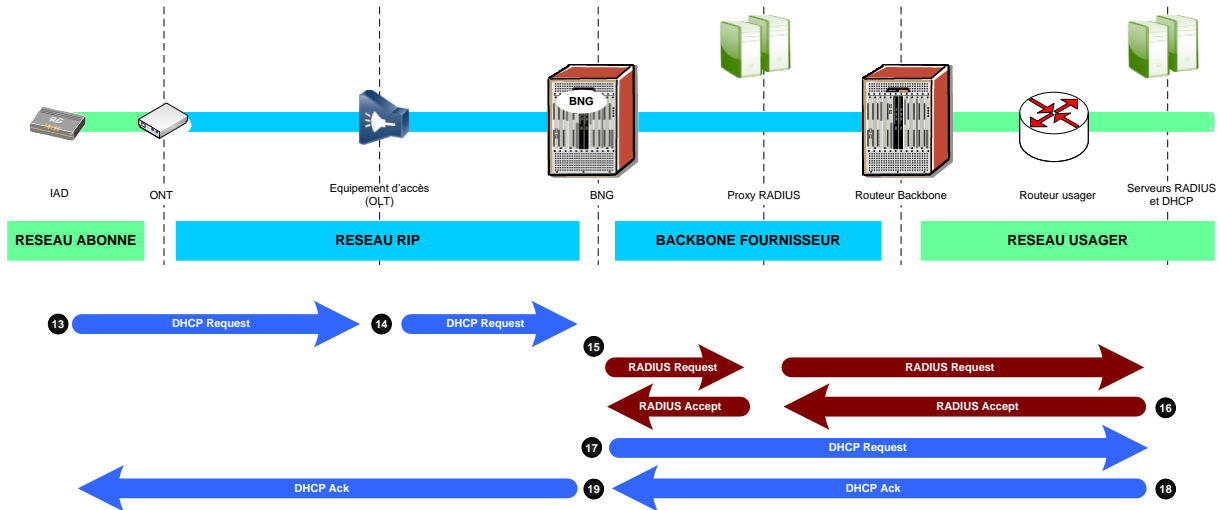 BNG
RG
IAD
ONT
Equipement d'accès
(OLT)
BNG
Proxy RADIUS
Routeur Backbone
Routeur usager
Serveurs RADIUS
et DHCP
RESEAU ABONNE
RESEAU RIP
BACKBONE FOURNISSEUR
RESEAU USAGER
13
DHCP Request
14
DHCP Request
15
RADIUS Request
RADIUS Request
RADIUS Accept
RADIUS Accept
16
17
DHCP Request
DHCP Ack
19
DHCP Ack
18